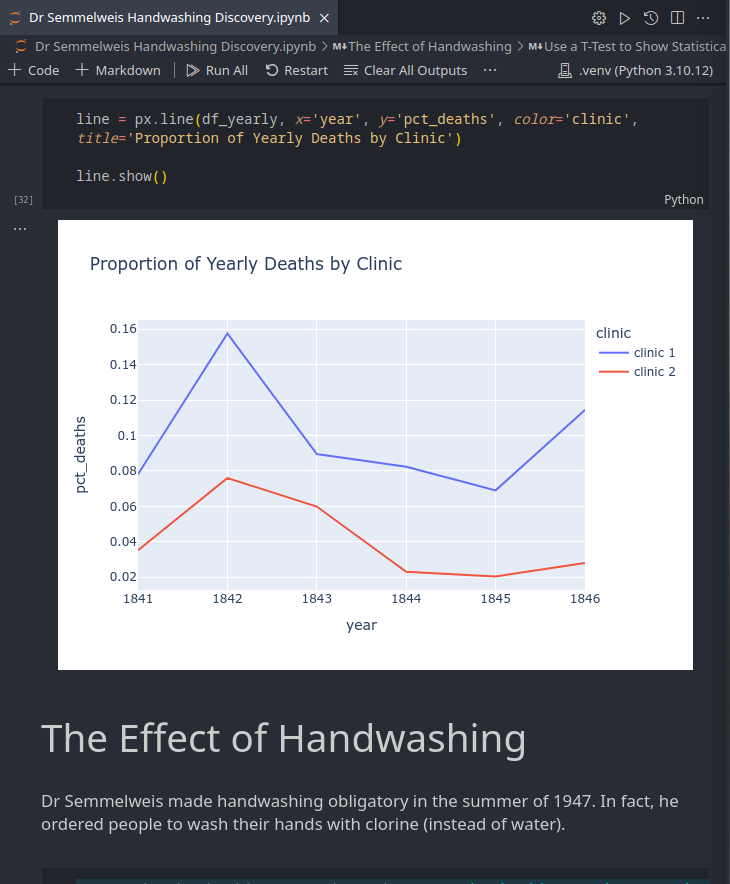 Dr Semmelweis Handwashing Discovery.ipynb ×
Dr Semmelweis Handwashing Discovery.ipynb > M↓The Effect of Handwashing > M↓Use a T-Test to Show Statistica
+ Code + Markdown | Run All Restart Clear All Outputs ··· .venv (Python 3.10.12)
line = px.line(df_yearly, x='year', y='pct_deaths', color='clinic',
title='Proportion of Yearly Deaths by Clinic')
line.show()
[32]
Python
...
Proportion of Yearly Deaths by Clinic
clinic
clinic 1
clinic 2
0.16
0.14
0.12
0.1
0.08
0.06
0.04
0.02
pct_deaths
1841 1842 1843 1844 1845 1846
year
The Effect of Handwashing
Dr Semmelweis made handwashing obligatory in the summer of 1947. In fact, he
ordered people to wash their hands with clorine (instead of water).